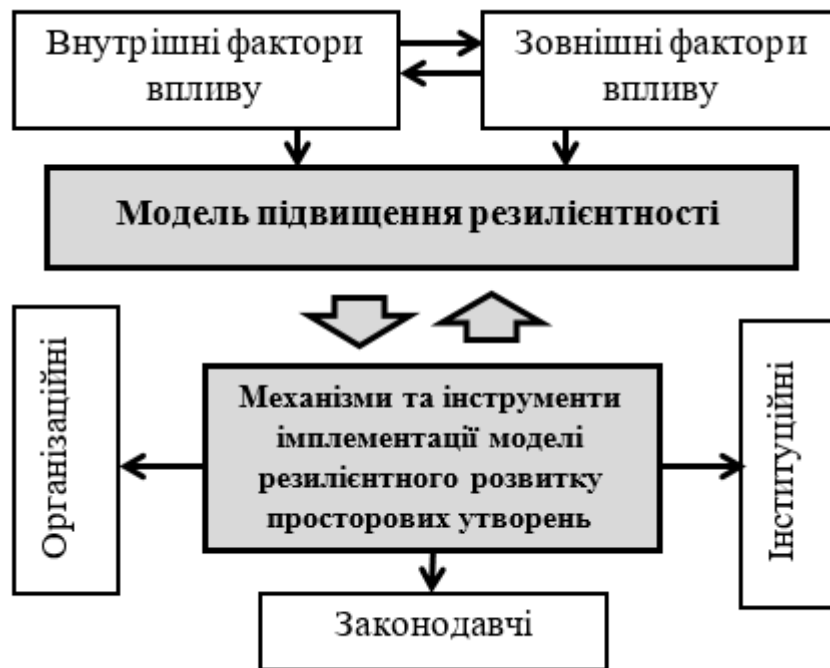 Внутрішні фактори
впливу
Зовнішні фактори
впливу
Модель підвищення резилієнтності
Організаційні
Механізми та інструменти
імплементації моделі
резилієнтного розвитку
просторових утворень
Інституційні
Законодавчі